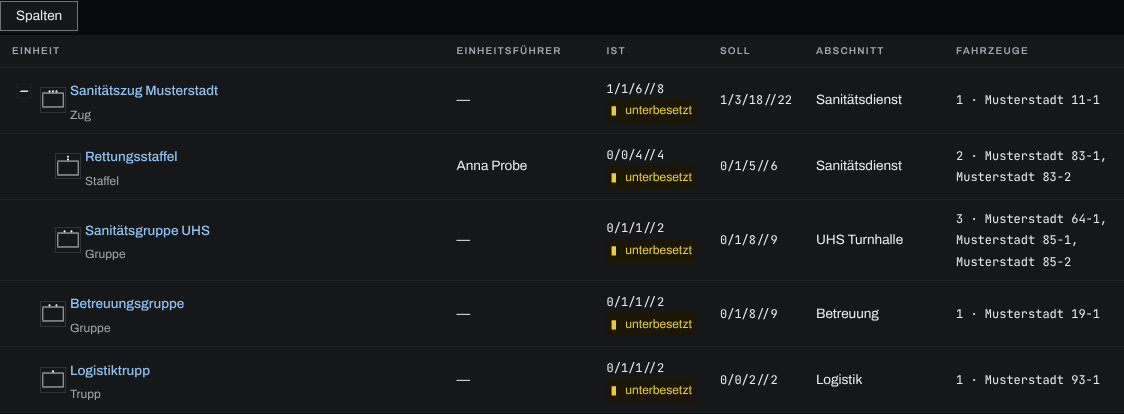 Spalten
EINHEIT EINHEITSFÜHRER IST SOLL ABSCHNITT FAHRZEUGE
– Sanitätszug Musterstadt
Zug
—
1/1/6//8
unterbesetzt
1/3/18//22
Sanitätsdienst
1 · Musterstadt 11-1
Rettungsstaffel
Staffel
Anna Probe
0/0/4//4
unterbesetzt
0/1/5//6
Sanitätsdienst
2 · Musterstadt 83-1,
Musterstadt 83-2
Sanitätsgruppe UHS
Gruppe
—
0/1/1//2
unterbesetzt
0/1/8//9
UHS Turnhalle
3 · Musterstadt 64-1,
Musterstadt 85-1,
Musterstadt 85-2
Betreuungsgruppe
Gruppe
—
0/1/1//2
unterbesetzt
0/1/8//9
Betreuung
1 · Musterstadt 19-1
Logistiktrupp
Trupp
—
0/1/1//2
unterbesetzt
0/0/2//2
Logistik
1 · Musterstadt 93-1